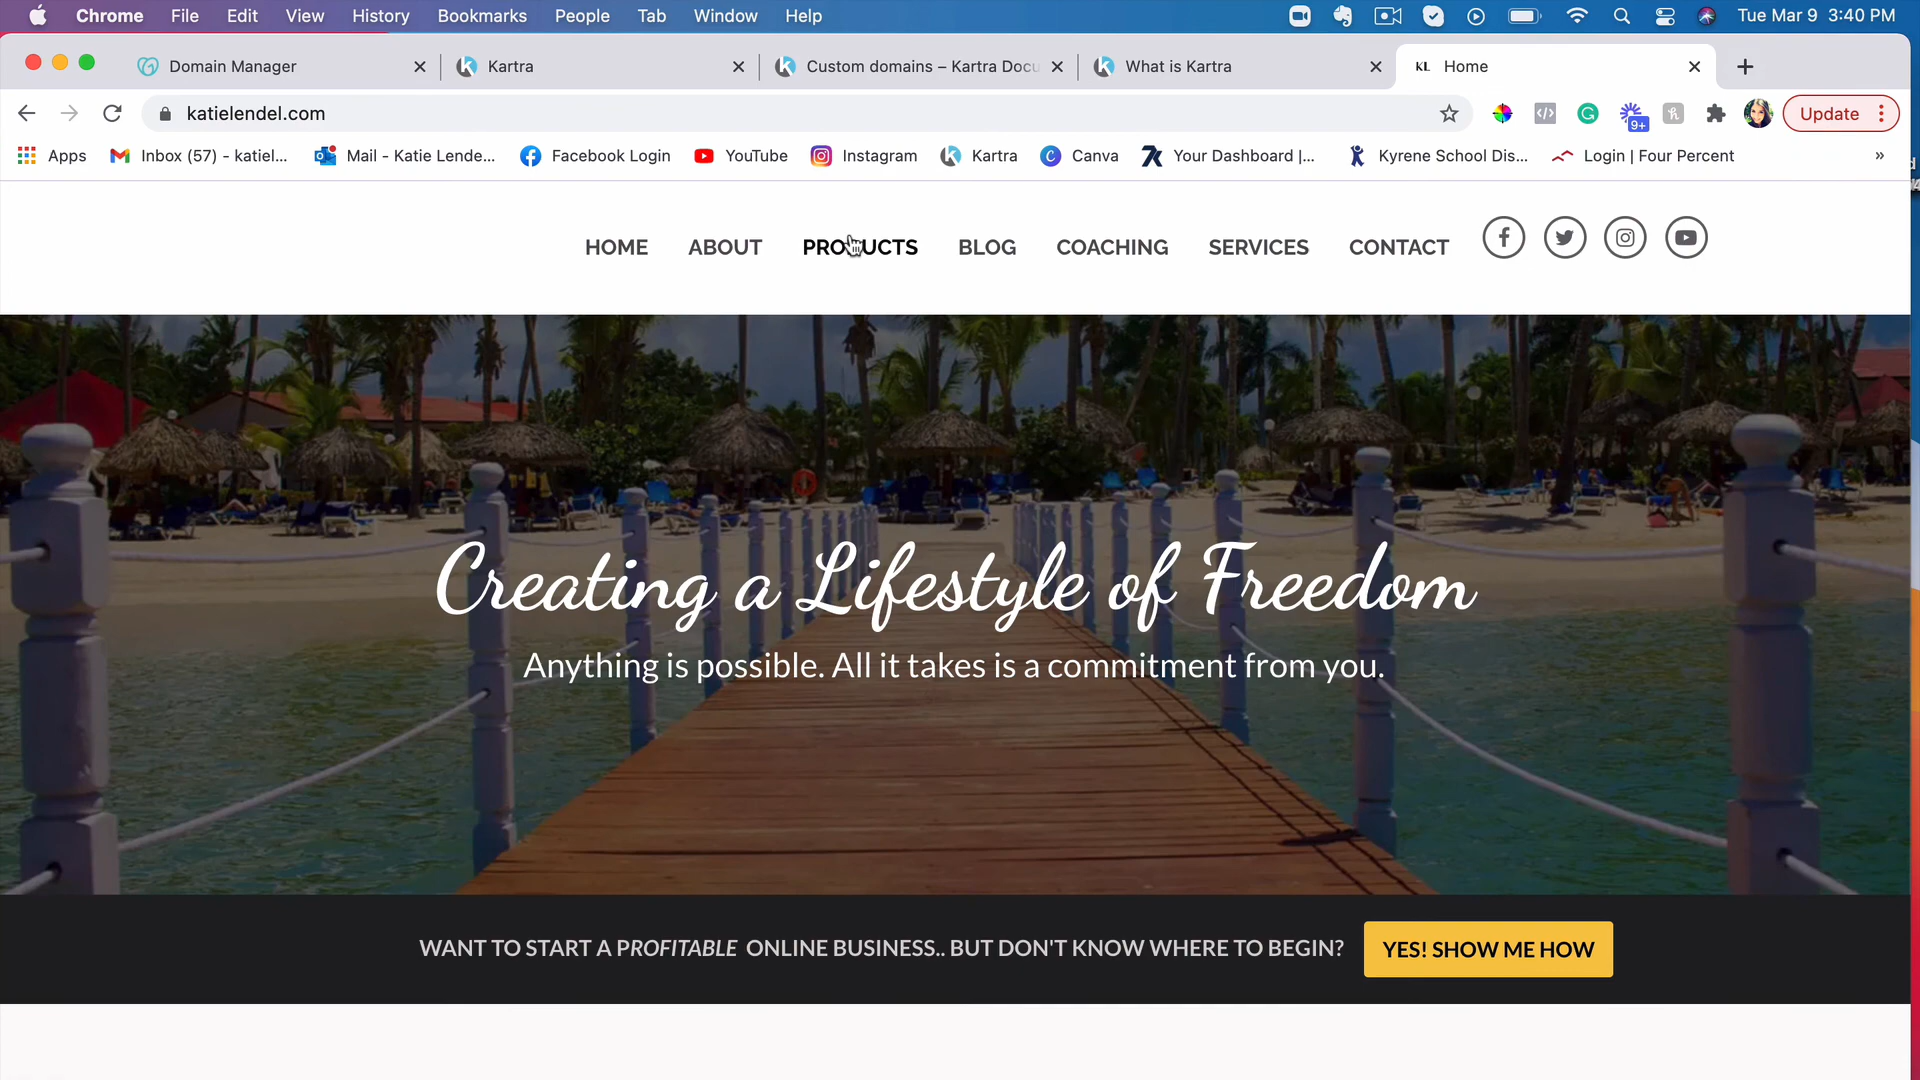 Chrome File Edit View History Bookmarks People Tab Window Help Tue Mar 9 3:40 PM
Domain Manager Kartra Custom domains – Kartra Docu What is Kartra KL Home
katielendel.com Update
9+
Apps Inbox (57) - katiel... Mail - Katie Lende... Facebook Login YouTube Instagram Kartra Canva Your Dashboard |... Kyrene School Dis... Login | Four Percent »
HOME ABOUT PRODUCTS BLOG COACHING SERVICES CONTACT
Creating a Lifestyle of Freedom
Anything is possible. All it takes is a commitment from you.
WANT TO START A PROFITABLE ONLINE BUSINESS.. BUT DON'T KNOW WHERE TO BEGIN? YES! SHOW ME HOW